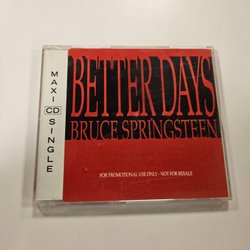 MAXI CD SINGLE
BETTER DAYS
BRUCE SPRINGSTEEN
FOR PROMOTIONAL USE ONLY - NOT FOR RESALE